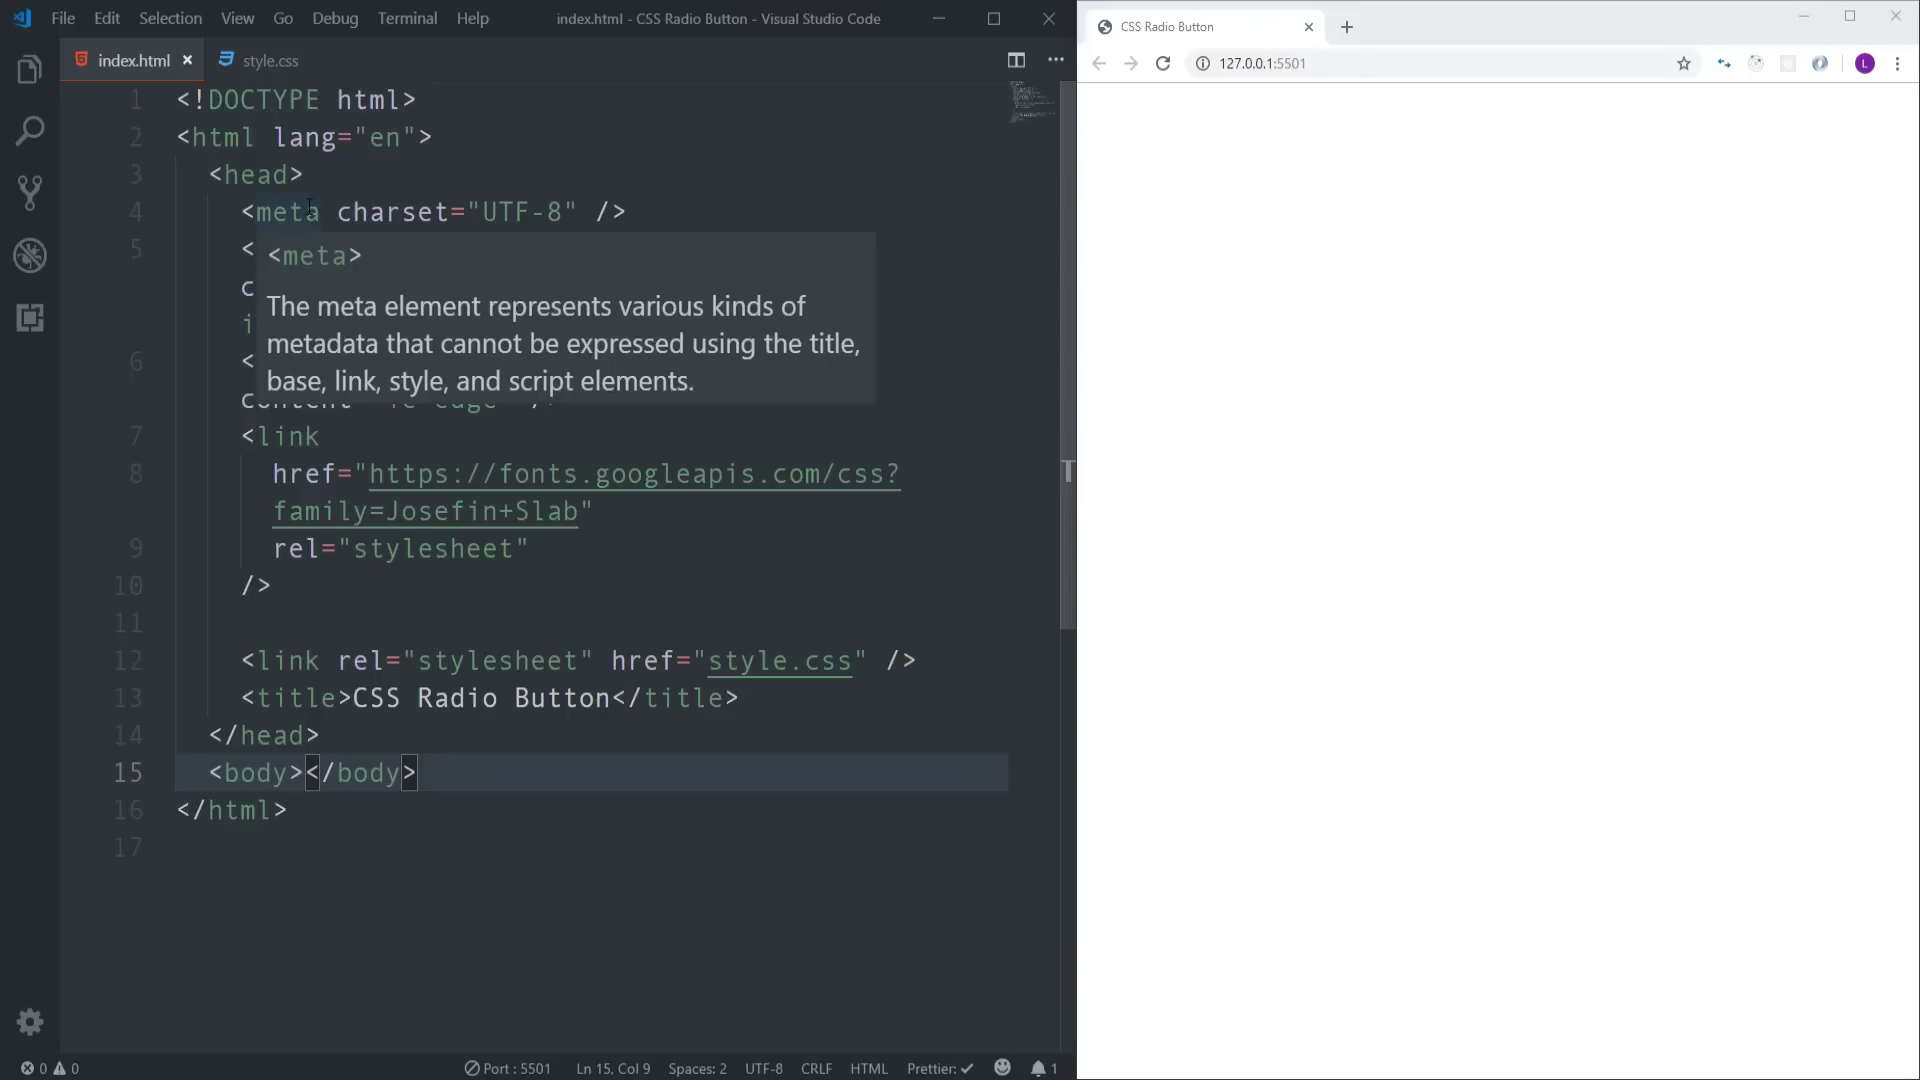 File Edit Selection View Go Debug Terminal Help
index.html - CSS Radio Button - Visual Studio Code
index.html
style.css
1 <!DOCTYPE html>
2 <html lang="en">
3 <head>
4 <meta charset="UTF-8" />
5 <
c
i
6 <
7 <link
8 href="https://fonts.googleapis.com/css?
family=Josefin+Slab"
9 rel="stylesheet"
10 />
11
12 <link rel="stylesheet" href="style.css" />
13 <title>CSS Radio Button</title>
14 </head>
15 <body></body>
16 </html>
17
<meta>
The meta element represents various kinds of
metadata that cannot be expressed using the title,
base, link, style, and script elements.
0 0
Port : 5501 Ln 15, Col 9 Spaces: 2 UTF-8 CRLF HTML Prettier: ✓ 1
CSS Radio Button
127.0.0.1:5501
L